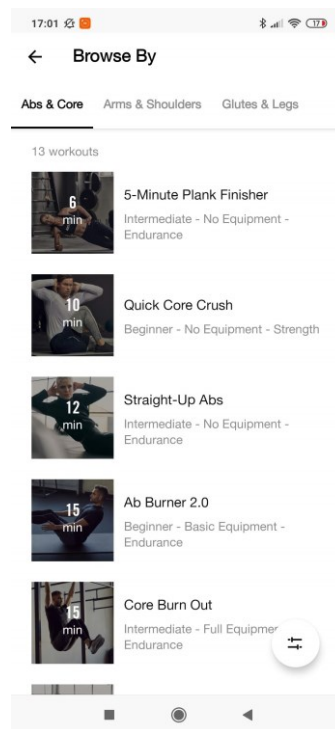 17:01 17
Browse By
Abs & Core Arms & Shoulders Glutes & Legs
13 workouts
6
min
5-Minute Plank Finisher
Intermediate - No Equipment -
Endurance
10
min
Quick Core Crush
Beginner - No Equipment - Strength
12
min
Straight-Up Abs
Intermediate - No Equipment -
Endurance
15
min
Ab Burner 2.0
Beginner - Basic Equipment -
Endurance
15
min
Core Burn Out
Intermediate - Full
Endurance